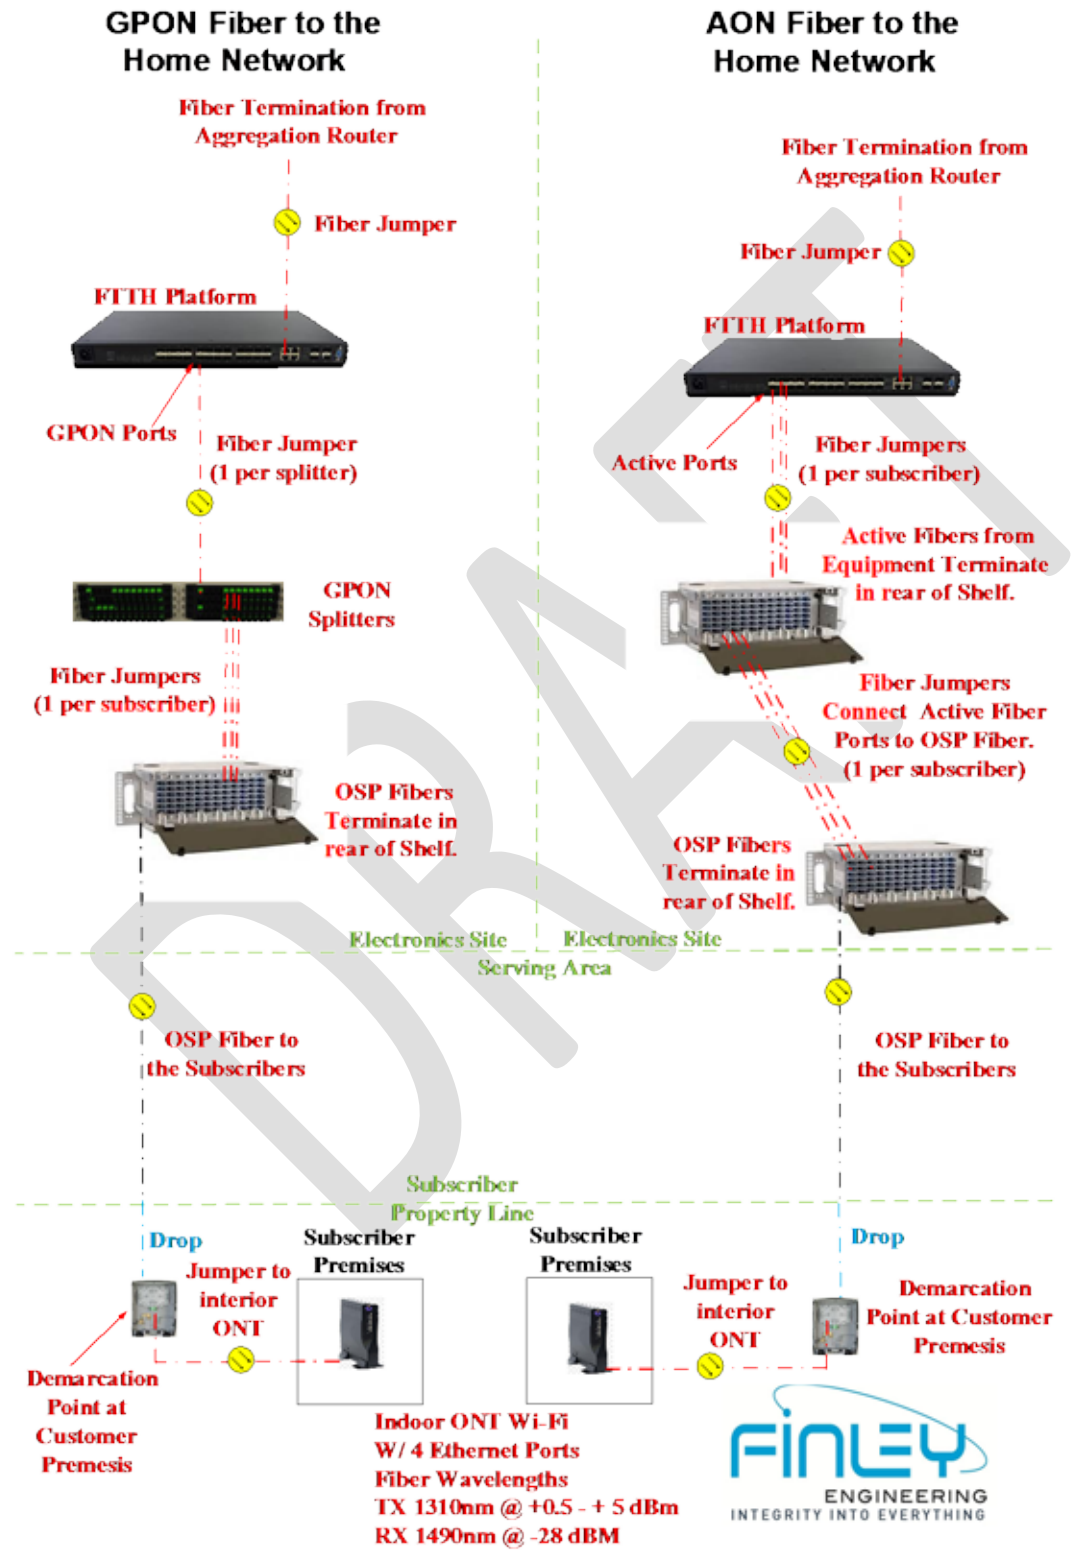 GPON Fiber to the
Home Network
Fiber Termination from
Aggregation Router
Fiber Jumper
FTTH Platform
GPON Ports
Fiber Jumper
(1 per splitter)
GPON
Splitters
Fiber Jumpers
(1 per subscriber)
OSP Fibers
Terminate in
rear of Shelf.
Electronics Site
AON Fiber to the
Home Network
Fiber Termination from
Aggregation Router
Fiber Jumper
FTTH Platform
Active Ports
Fiber Jumpers
(1 per subscriber)
Active Fibers from
Equipment Terminate
in rear of Shelf.
Fiber Jumpers
Connect Active Fiber
Ports to OSP Fiber.
(1 per subscriber)
OSP Fibers
Terminate in
rear of Shelf.
Electronics Site
Serving Area
OSP Fiber to
the Subscribers
OSP Fiber to
the Subscribers
Subscriber
Property Line
Drop
Jumper to
interior
ONT
Subscriber
Premises
Demarcation
Point at
Customer
Premesis
Subscriber
Premises
Jumper to
interior
ONT
Drop
Demarcation
Point at Customer
Premesis
Indoor ONT Wi-Fi
W/ 4 Ethernet Ports
Fiber Wavelengths
TX 1310nm @ +0.5 - + 5 dBm
RX 1490nm @ -28 dBM
FINLEY
ENGINEERING
INTEGRITY INTO EVERYTHING
DRAFT